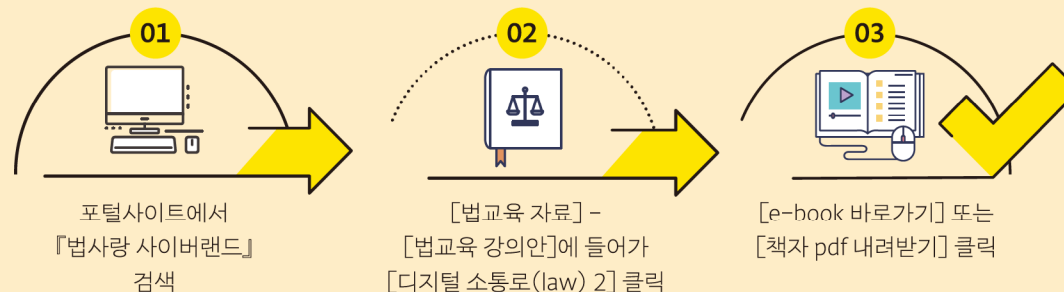 01
포털사이트에서
『법사랑 사이버랜드』
검색
02
[법교육 자료] -
[법교육 강의안]에 들어가
[디지털 소통로(law) 2] 클릭
03
[e-book 바로가기] 또는
[책자 pdf 내려받기] 클릭